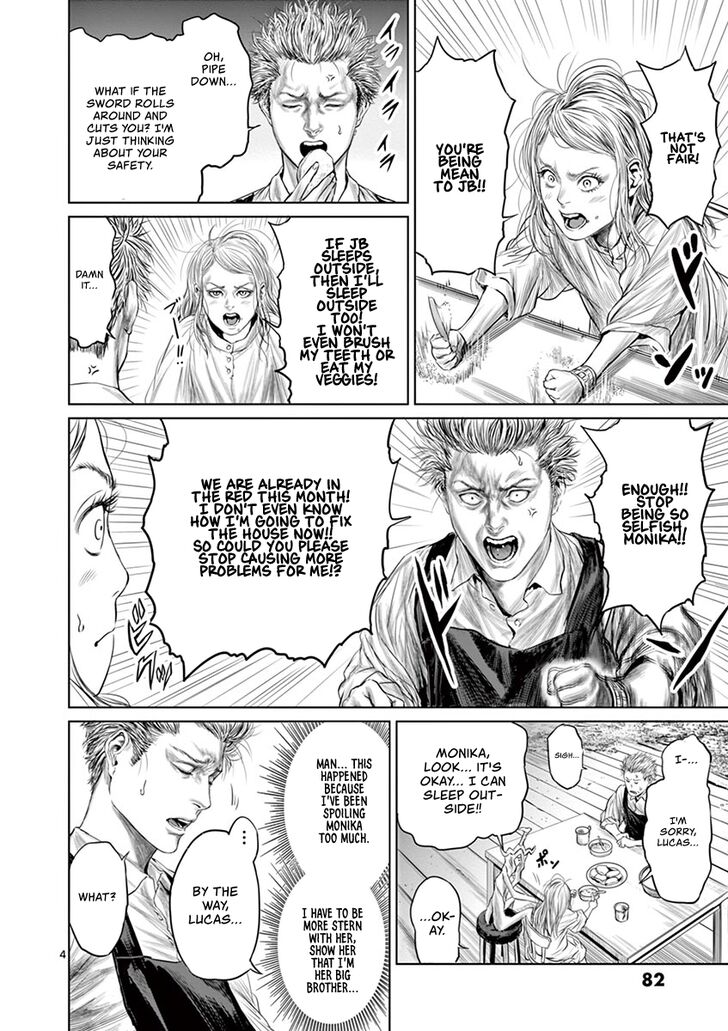 THAT'S
NOT
FAIR!
YOU'RE
BEING
MEAN
TO JB!!
ドン
OH,
PIPE
DOWN...
WHAT IF THE
SWORD ROLLS
AROUND AND
CUTS YOU? I'M
JUST THINKING
ABOUT YOUR
SAFETY.
IF JB
SLEEPS
OUTSIDE,
THEN I'LL
SLEEP
OUTSIDE
TOO!
I WON'T
EVEN BRUSH
MY TEETH OR
EAT MY
VEGGIES!
DAMN
IT...
ENOUGH!!
STOP
BEING SO
SELFISH,
MONIKA!!
WE ARE ALREADY IN
THE RED THIS MONTH!
I DON'T EVEN KNOW
HOW I'M GOING TO FIX
THE HOUSE NOW!!
SO COULD YOU PLEASE
STOP CAUSING MORE
PROBLEMS FOR ME!?
I-...
I'M
SORRY,
LUCAS...
SIGH...
MONIKA,
LOOK... IT'S
OKAY... I CAN
SLEEP OUT-
SIDE!!
...OK-
AY.
82
MAN... THIS
HAPPENED
BECAUSE
I'VE BEEN
SPOILING
MONIKA
TOO MUCH.
I HAVE TO BE
MORE STERN
WITH HER,
SHOW HER
THAT I'M
HER BIG
BROTHER...
...
BY THE
WAY,
LUCAS...
WHAT?
4